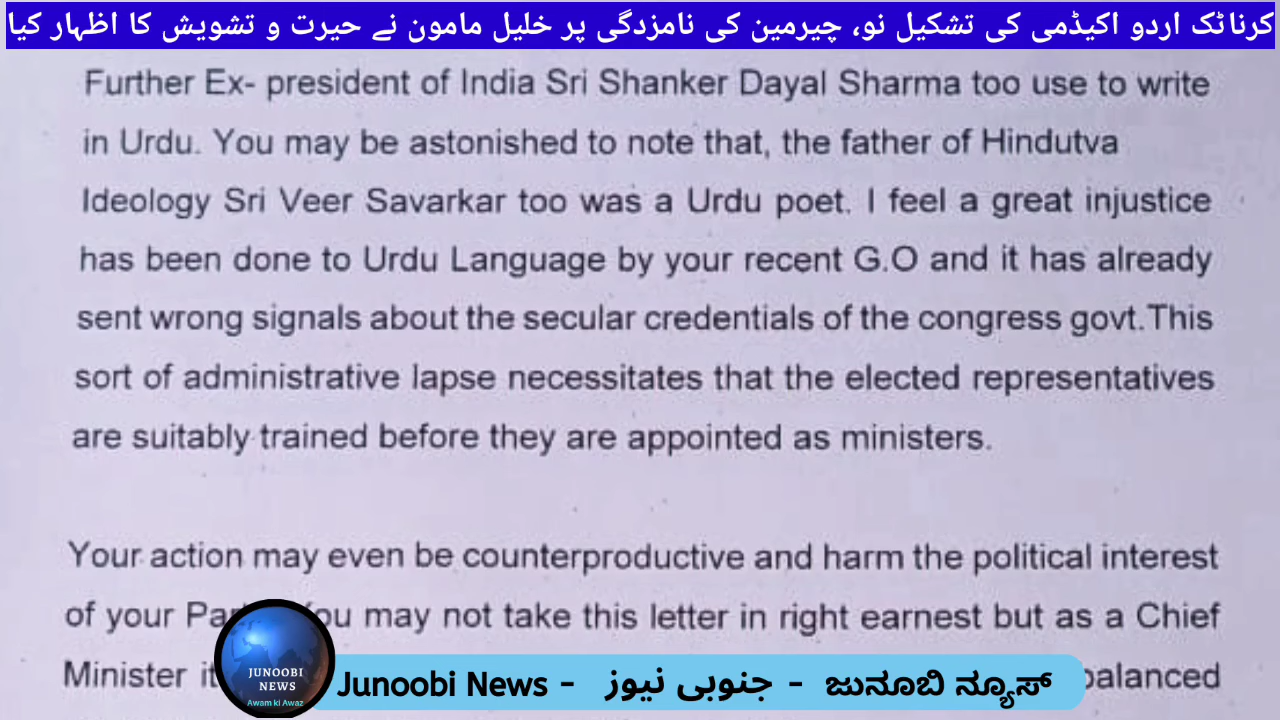 کرناٹک اردو اکیڈمی کی تشکیل نو، چیرمین کی نامزدگی پر خلیل مامون نے حیرت و تشویش کا اظہار کیا
Further Ex- president of India Sri Shanker Dayal Sharma too use to write
in Urdu. You may be astonished to note that, the father of Hindutva
Ideology Sri Veer Savarkar too was a Urdu poet. I feel a great injustice
has been done to Urdu Language by your recent G.O and it has already
sent wrong signals about the secular credentials of the congress govt.This
sort of administrative lapse necessitates that the elected representatives
are suitably trained before they are appointed as ministers.
Your action may even be counterproductive and harm the political interest
of your You may not take this letter in right earnest but as a Chief
Minister balanced
JUNOOBI
NEWS
Awam ki Awaz
Junoobi News - جنوبی نیوز - ಜುನೂಬಿ ನ್ಯೂಸ್